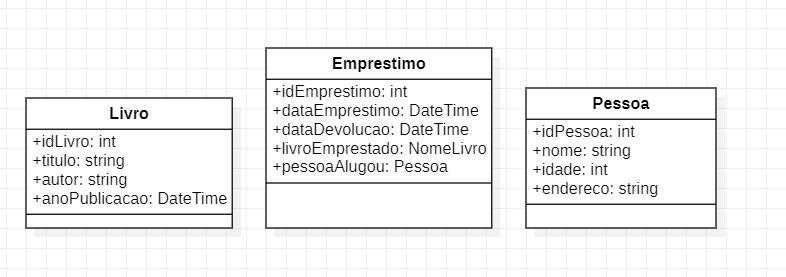 Livro
+idLivro: int
+titulo: string
+autor: string
+anoPublicacao: DateTime
Emprestimo
+idEmprestimo: int
+dataEmprestimo: DateTime
+dataDevolucao: DateTime
+livroEmprestado: NomeLivro
+pessoaAlugou: Pessoa
Pessoa
+idPessoa: int
+nome: string
+idade: int
+endereco: string